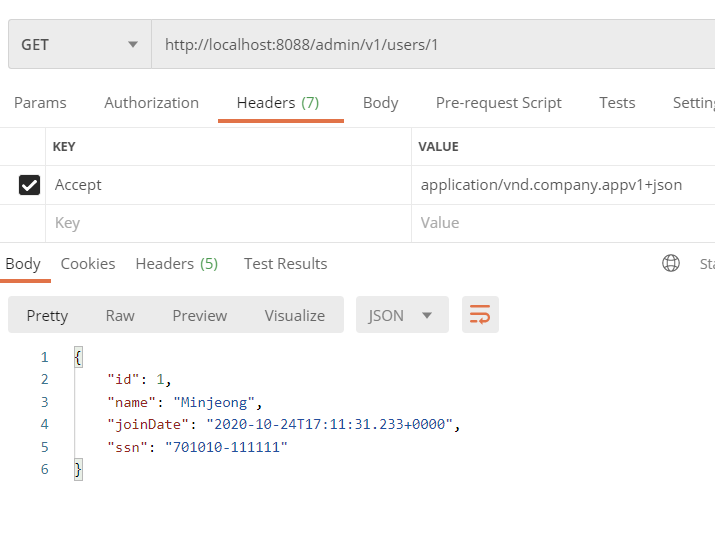 GET http://localhost:8088/admin/v1/users/1
Params Authorization Headers (7) Body Pre-request Script Tests Setting
KEY VALUE
Accept application/vnd.company.appv1+json
Key Value
Body Cookies Headers (5) Test Results Sta
Pretty Raw Preview Visualize JSON
1 {
2 "id": 1,
3 "name": "Minjeong",
4 "joinDate": "2020-10-24T17:11:31.233+0000",
5 "ssn": "701010-111111"
6 }